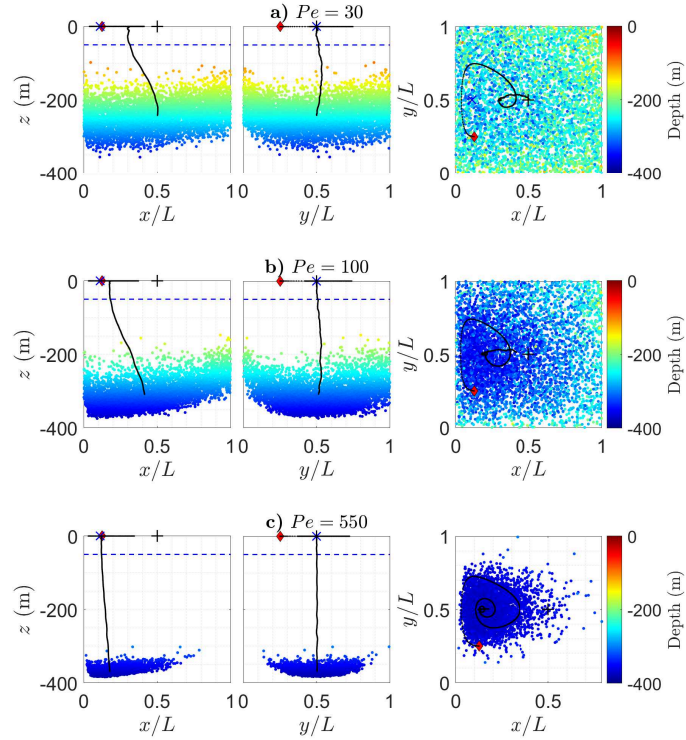 a) Pe = 30
z (m)
0
-200
-400
0 0.5 1
x/L
0 0.5 1
y/L
y/L
1
0.5
0
0 0.5 1
x/L
Depth (m)
0
-200
-400
b) Pe = 100
z (m)
0
-200
-400
0 0.5 1
x/L
0 0.5 1
y/L
y/L
1
0.5
0
0 0.5 1
x/L
Depth (m)
0
-200
-400
c) Pe = 550
z (m)
0
-200
-400
0 0.5 1
x/L
0 0.5 1
y/L
y/L
1
0.5
0
0 0.5
x/L
Depth (m)
0
-200
-400